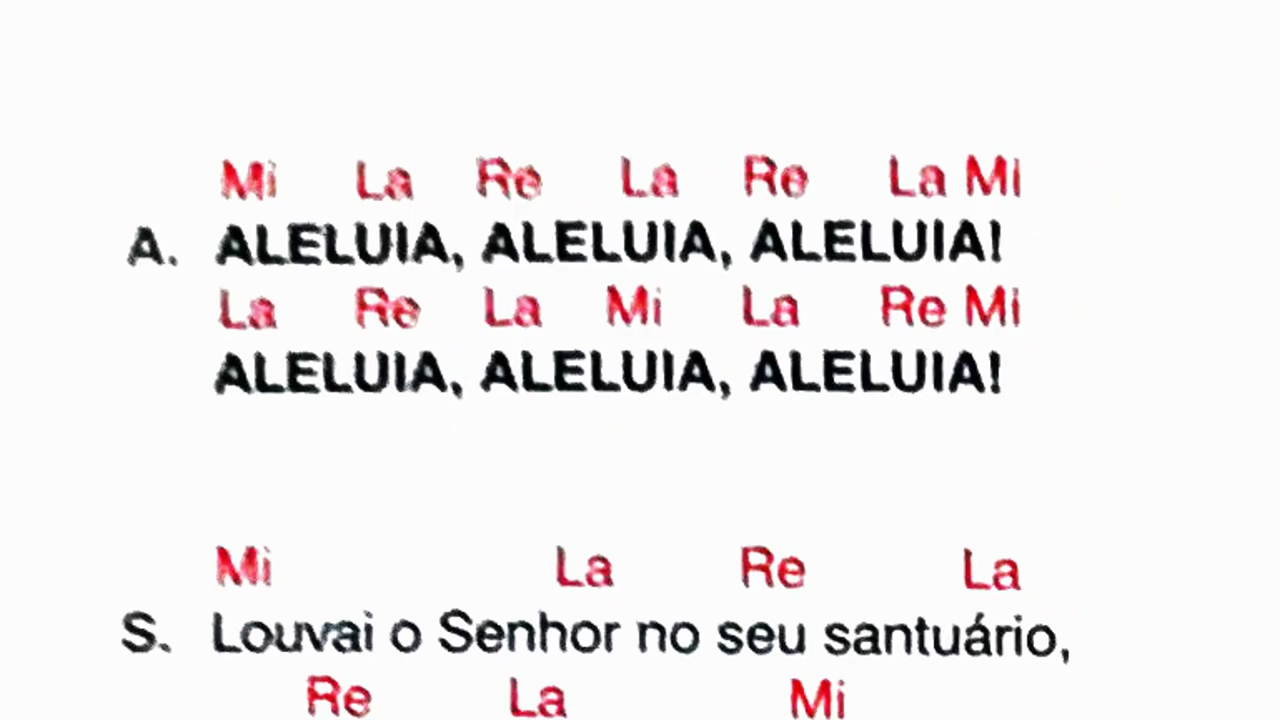 Mi La Re La Re La Mi
A. ALELUIA, ALELUIA, ALELUIA!
La Re La Mi La Re Mi
ALELUIA, ALELUIA, ALELUIA!
Mi La Re La
S. Louvai o Senhor no seu santuário,
Re La Mi